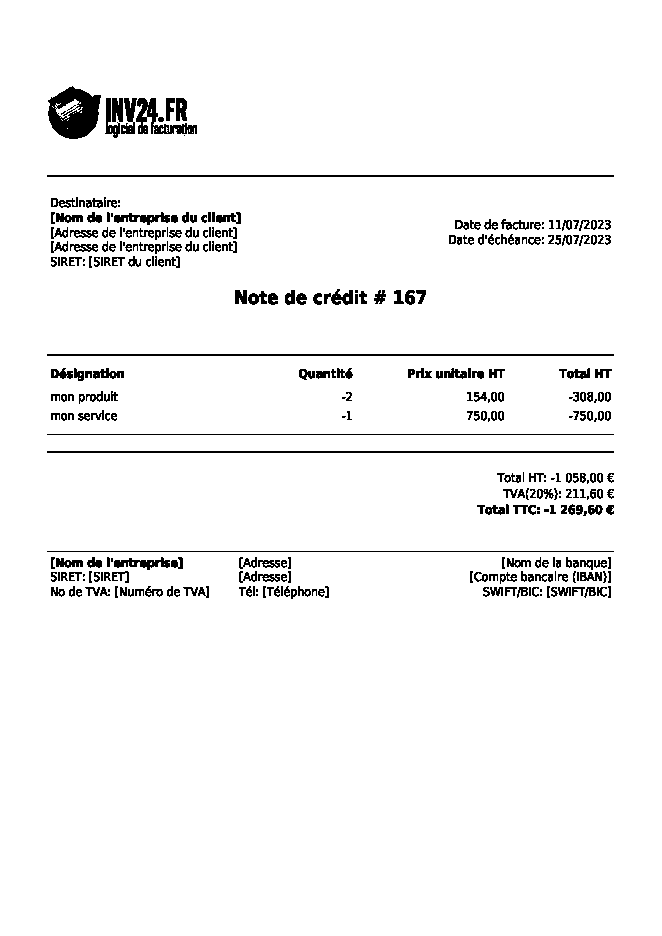 INV24.FR
logiciel de facturation
Destinataire:
[Nom de l'entreprise du client]
[Adresse de l'entreprise du client]
[Adresse de l'entreprise du client]
SIRET: [SIRET du client]
Date de facture: 11/07/2023
Date d'échéance: 25/07/2023
Note de crédit # 167
Désignation Quantité Prix unitaire HT Total HT
mon produit -2 154,00 -308,00
mon service -1 750,00 -750,00
Total HT: -1 058,00 €
TVA(20%): 211,60 €
Total TTC: -1 269,60 €
[Nom de l'entreprise] [Adresse] [Nom de la banque]
SIRET: [SIRET] [Adresse] [Compte bancaire (IBAN)]
No de TVA: [Numéro de TVA] Tél: [Téléphone] SWIFT/BIC: [SWIFT/BIC]